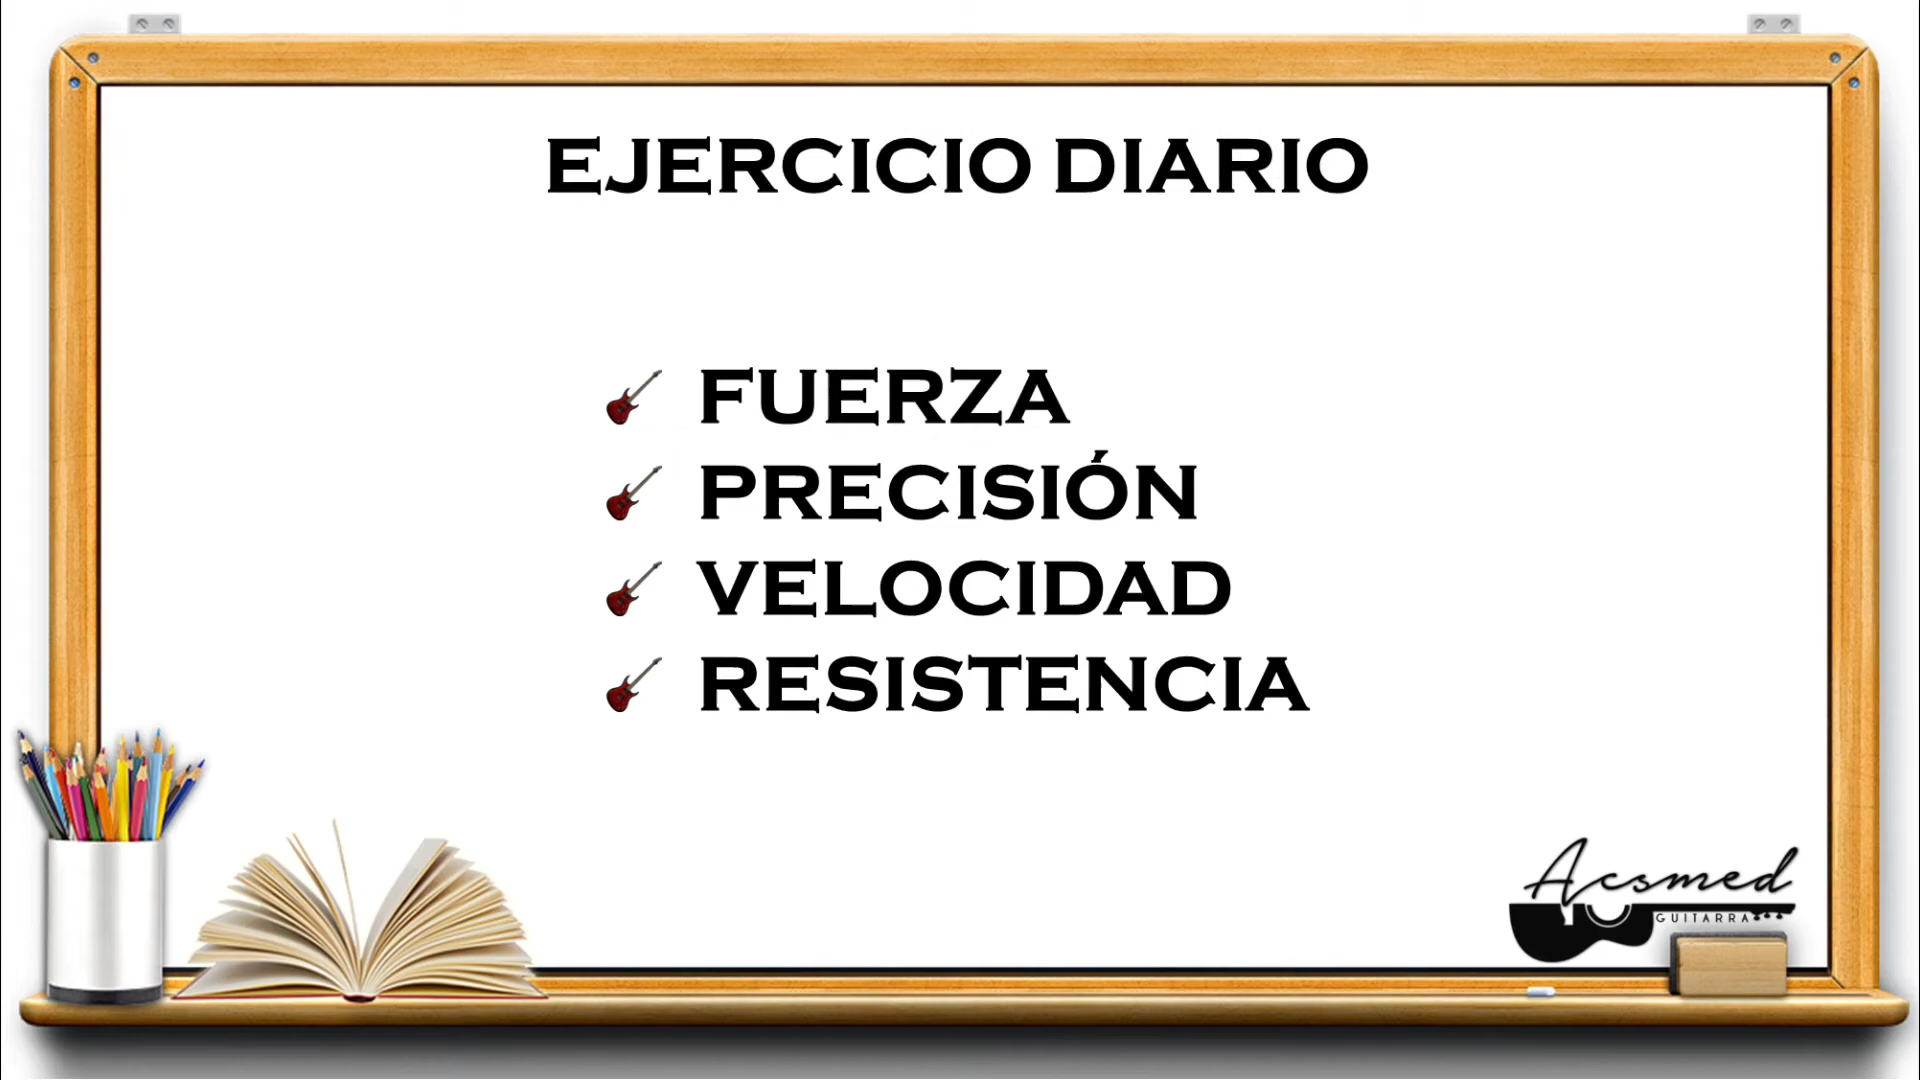 EJERCICIO DIARIO
FUERZA
PRECISIÓN
VELOCIDAD
RESISTENCIA
Acsmed
GUITARRA